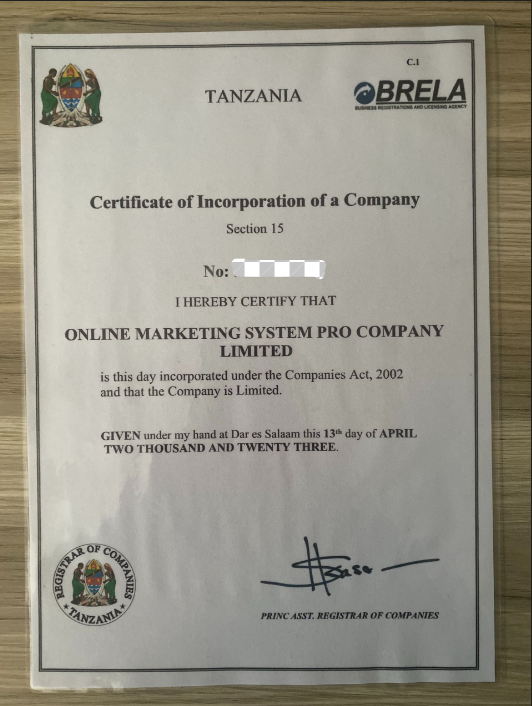 C.1
TANZANIA
BRELA
BUSINESS REGISTRATIONS AND LICENSING AGENCY
Certificate of Incorporation of a Company
Section 15
No:
I HEREBY CERTIFY THAT
ONLINE MARKETING SYSTEM PRO COMPANY
LIMITED
is this day incorporated under the Companies Act, 2002
and that the Company is Limited.
GIVEN under my hand at Dar es Salaam this 13th day of APRIL
TWO THOUSAND AND TWENTY THREE.
REGISTRAR OF COMPANIES
TANZANIA
PRINC ASST. REGISTRAR OF COMPANIES